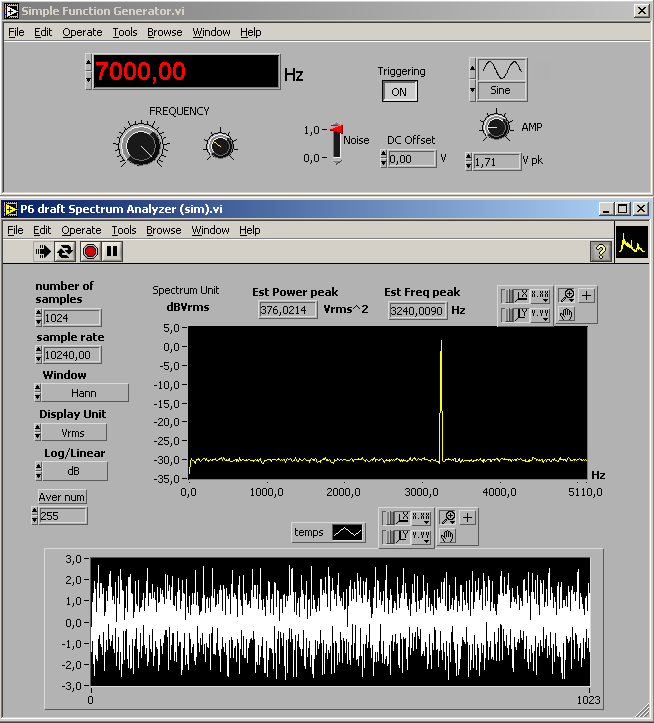 Simple Function Generator.vi
File Edit Operate Tools Browse Window Help
7000,00 Hz
Triggering
ON
Sine
FREQUENCY
1,0
Noise
0,0
DC Offset
0,00 V
AMP
1,71 V pk
P6 draft Spectrum Analyzer (sim).vi
File Edit Operate Tools Browse Window Help
?
number of
samples
1024
sample rate
10240,00
Window
Hann
Display Unit
Vrms
Log/Linear
dB
Aver num
255
Spectrum Unit
dBVrms
Est Power peak
376,0214 Vrms^2
Est Freq peak
3240,0090 Hz
X X.XX
Y Y.YY
5,0
0,0
-5,0
-10,0
-15,0
-20,0
-25,0
-30,0
-35,0
0,0 1000,0 2000,0 3000,0 4000,0 5110,0
Hz
temps
X X.XX
Y Y.YY
3,0
2,0
1,0
0,0
-1,0
-2,0
-3,0
0 1023